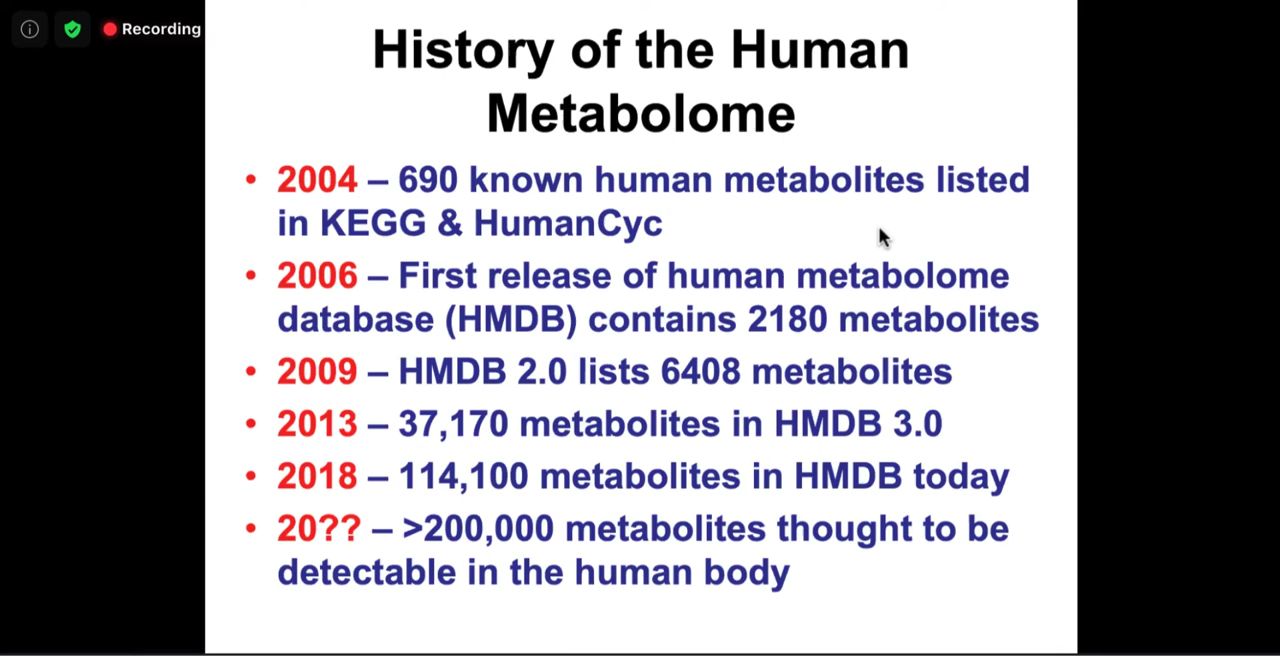 Recording
History of the Human
Metabolome
• 2004 – 690 known human metabolites listed
in KEGG & HumanCyc
• 2006 – First release of human metabolome
database (HMDB) contains 2180 metabolites
• 2009 – HMDB 2.0 lists 6408 metabolites
• 2013 – 37,170 metabolites in HMDB 3.0
• 2018 – 114,100 metabolites in HMDB today
• 20?? – >200,000 metabolites thought to be
detectable in the human body